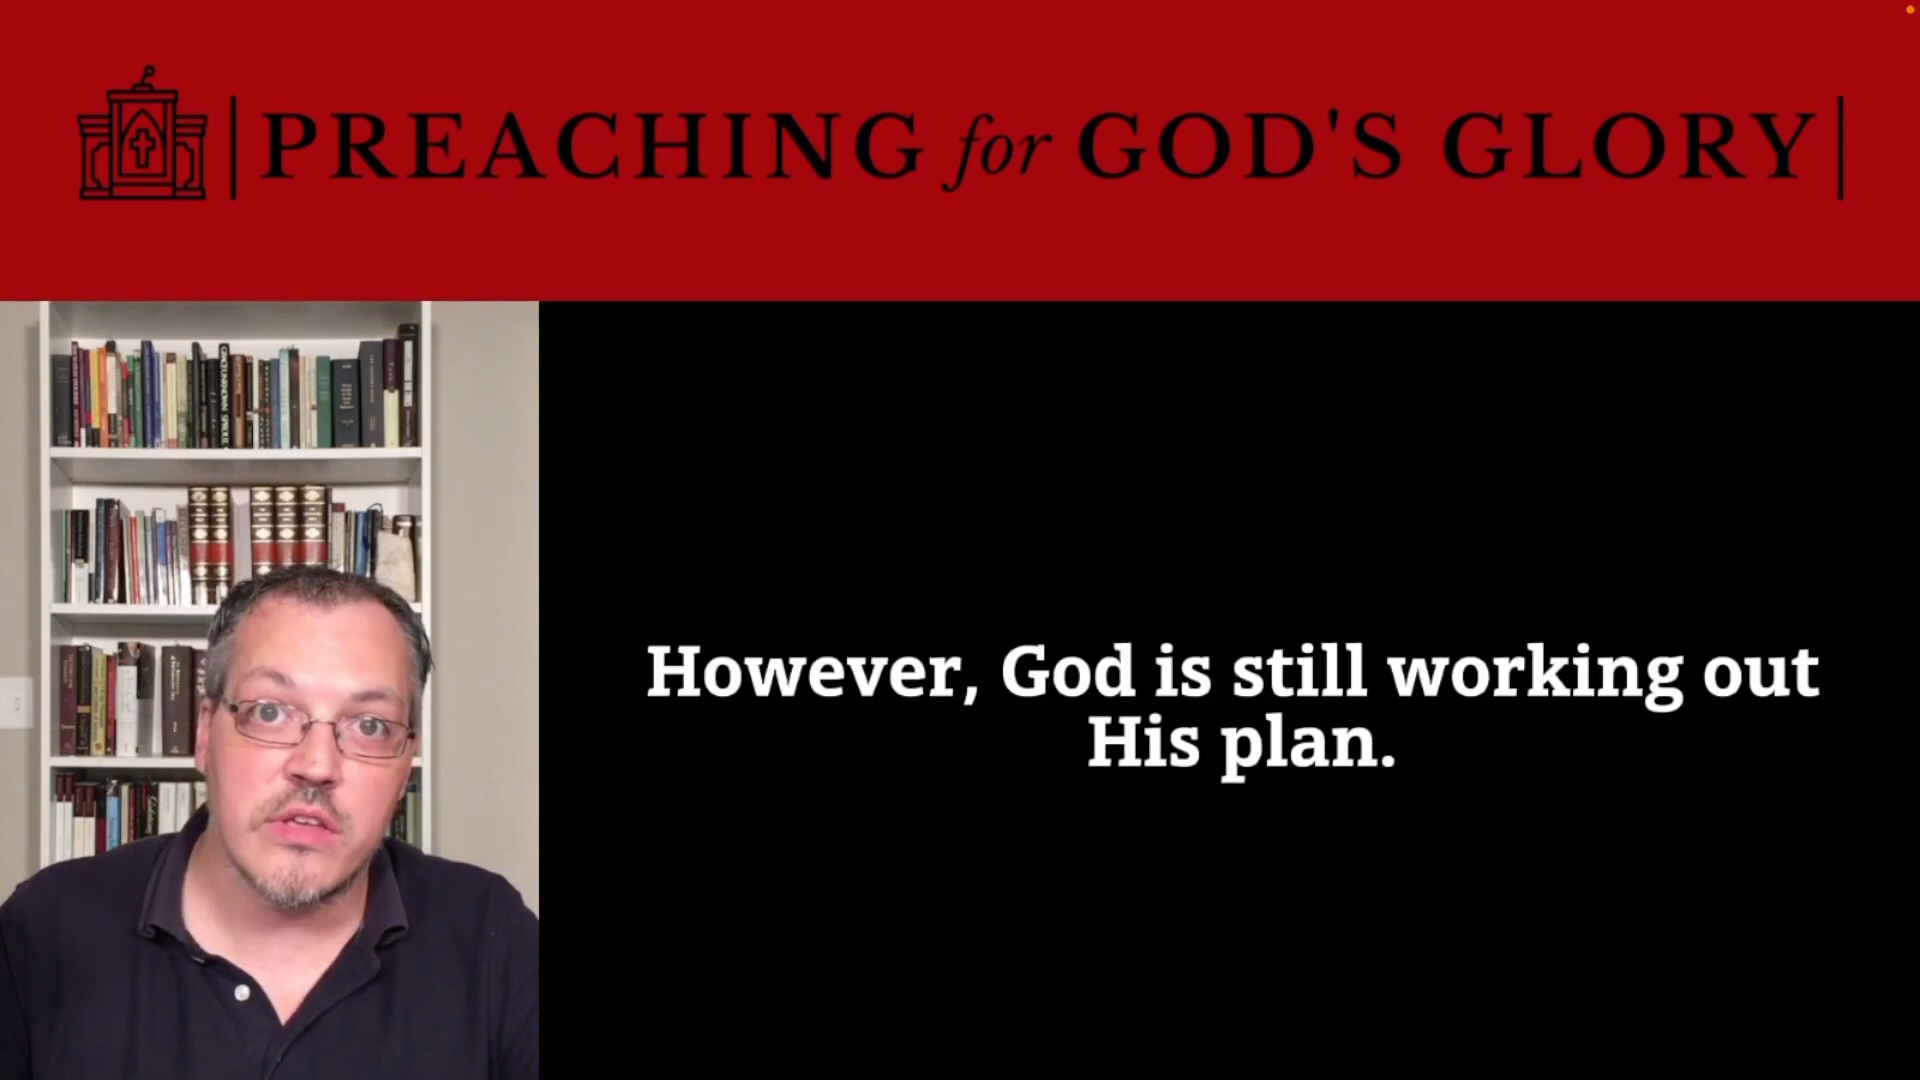 PREACHING for GOD'S GLORY
However, God is still working out
His plan.